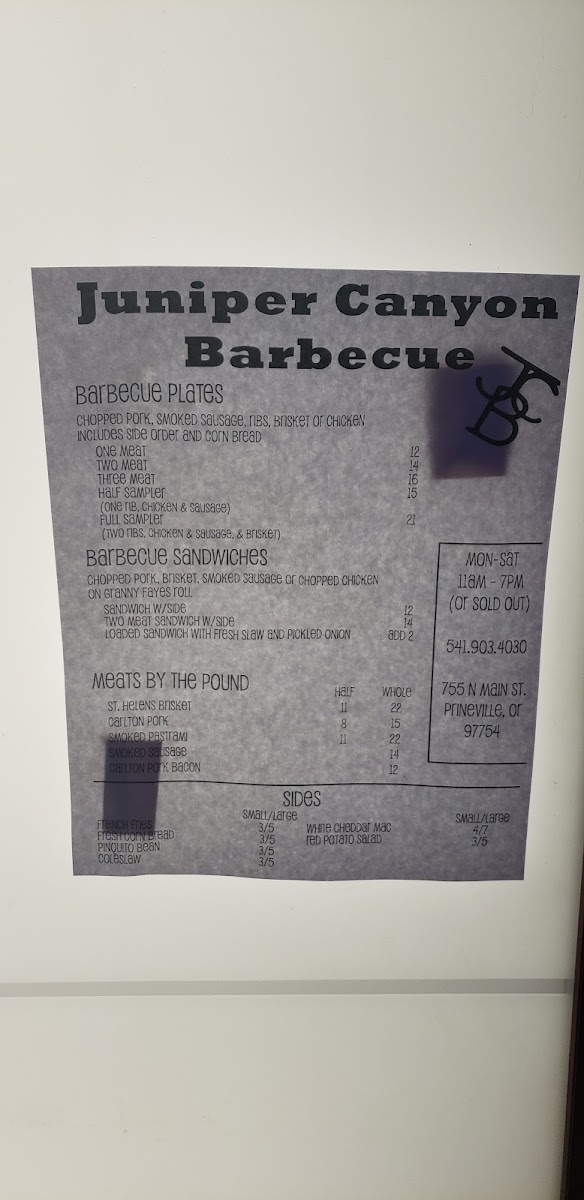 Juniper Canyon
Barbecue
JCB
Barbecue Plates
Chopped Pork, Smoked Sausage, Ribs, Brisket or Chicken
Includes Side Order and Corn Bread
One Meat 12
Two Meat 14
Three Meat 16
Half Sampler 15
(One Rib, Chicken & Sausage)
Full Sampler 21
(Two Ribs, Chicken & Sausage, & Brisket)
Barbecue Sandwiches
Chopped Pork, Brisket, Smoked Sausage or Chopped Chicken
on Granny Fayes Roll
Sandwich w/Side 12
Two Meat Sandwich w/Side 14
Loaded Sandwich with Fresh Slaw and Pickled Onion add 2
Mon-Sat
11am - 7pm
(or sold out)
541.903.4030
755 N Main St.
Prineville, Or
97754
Meats by the Pound
Half Whole
St. Helens Brisket 11 22
Carlton Pork 8 15
Smoked Pastrami 11 22
Smoked Sausage 14
Carlton Pork Bacon 12
Sides
Small/Large Small/Large
French Fries 3/5 White Cheddar Mac 4/7
Fresh Corn Bread 3/5 Red Potato Salad 3/5
Pinquito Bean 3/5
Coleslaw 3/5